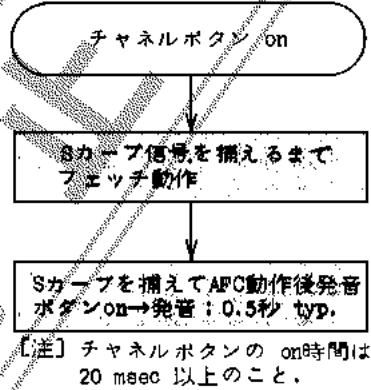 チャネルボタン on
Sカーブ信号を捕えるまで
フェッチ動作
Sカーブを捕えてAFC動作後発音
ボタンon→発音：0.5秒 typ.
[注] チャネルボタンの on時間は
20 msec 以上のこと.